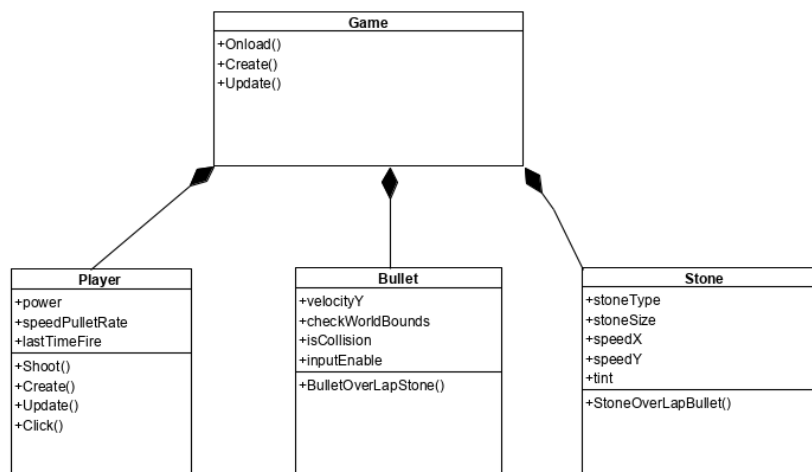 Game
+Onload()
+Create()
+Update()
Player
+power
+speedPulletRate
+lastTimeFire
+Shoot()
+Create()
+Update()
+Click()
Bullet
+velocityY
+checkWorldBounds
+isCollision
+inputEnable
+BulletOverLapStone()
Stone
+stoneType
+stoneSize
+speedX
+speedY
+tint
+StoneOverLapBullet()